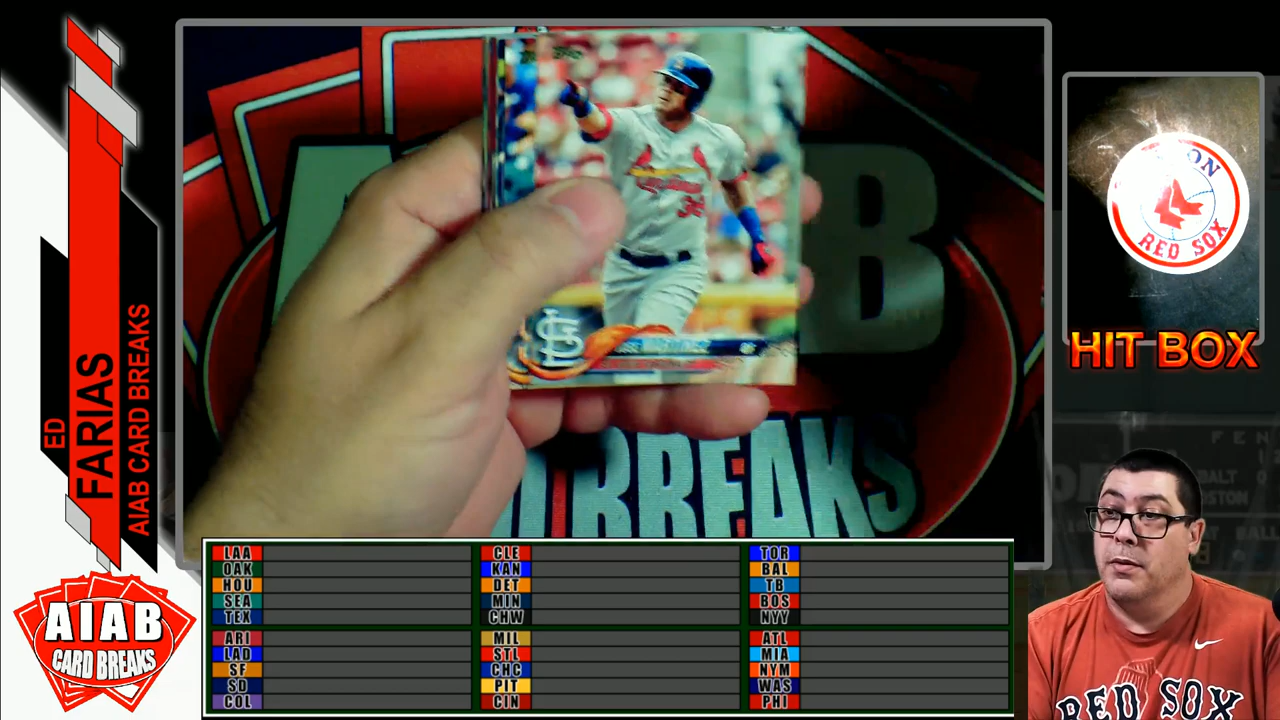 ED
FARIAS
AIAB CARD BREAKS
AIAB
CARD BREAKS
B
BREAKS
RED SOX
HIT BOX
LAA
OAK
HOU
SEA
TEX
ARI
LAD
SF
SD
COL
CLE
KAN
DET
MIN
CHW
MIL
STL
CHC
PIT
CIN
TOR
BAL
TB
BOS
NYY
ATL
MIA
NYM
WAS
PHI
RED SOX